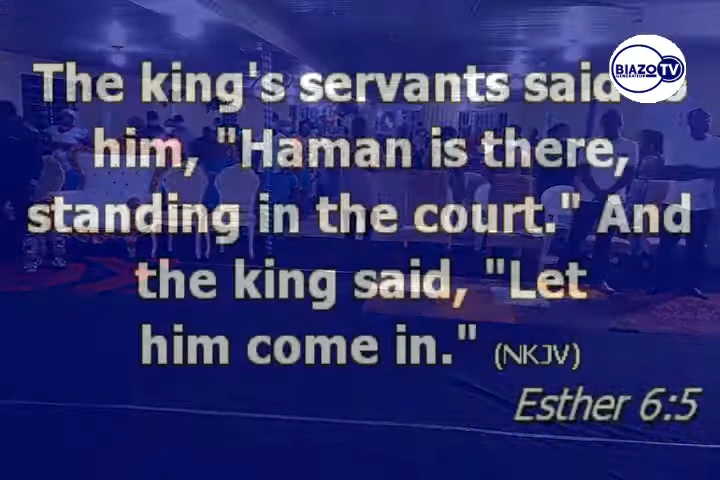 The king's servants said
him, "Haman is there,
standing in the court." And
the king said, "Let
him come in." (NKJV)
Esther 6:5
BIAZO TV
GENERATION